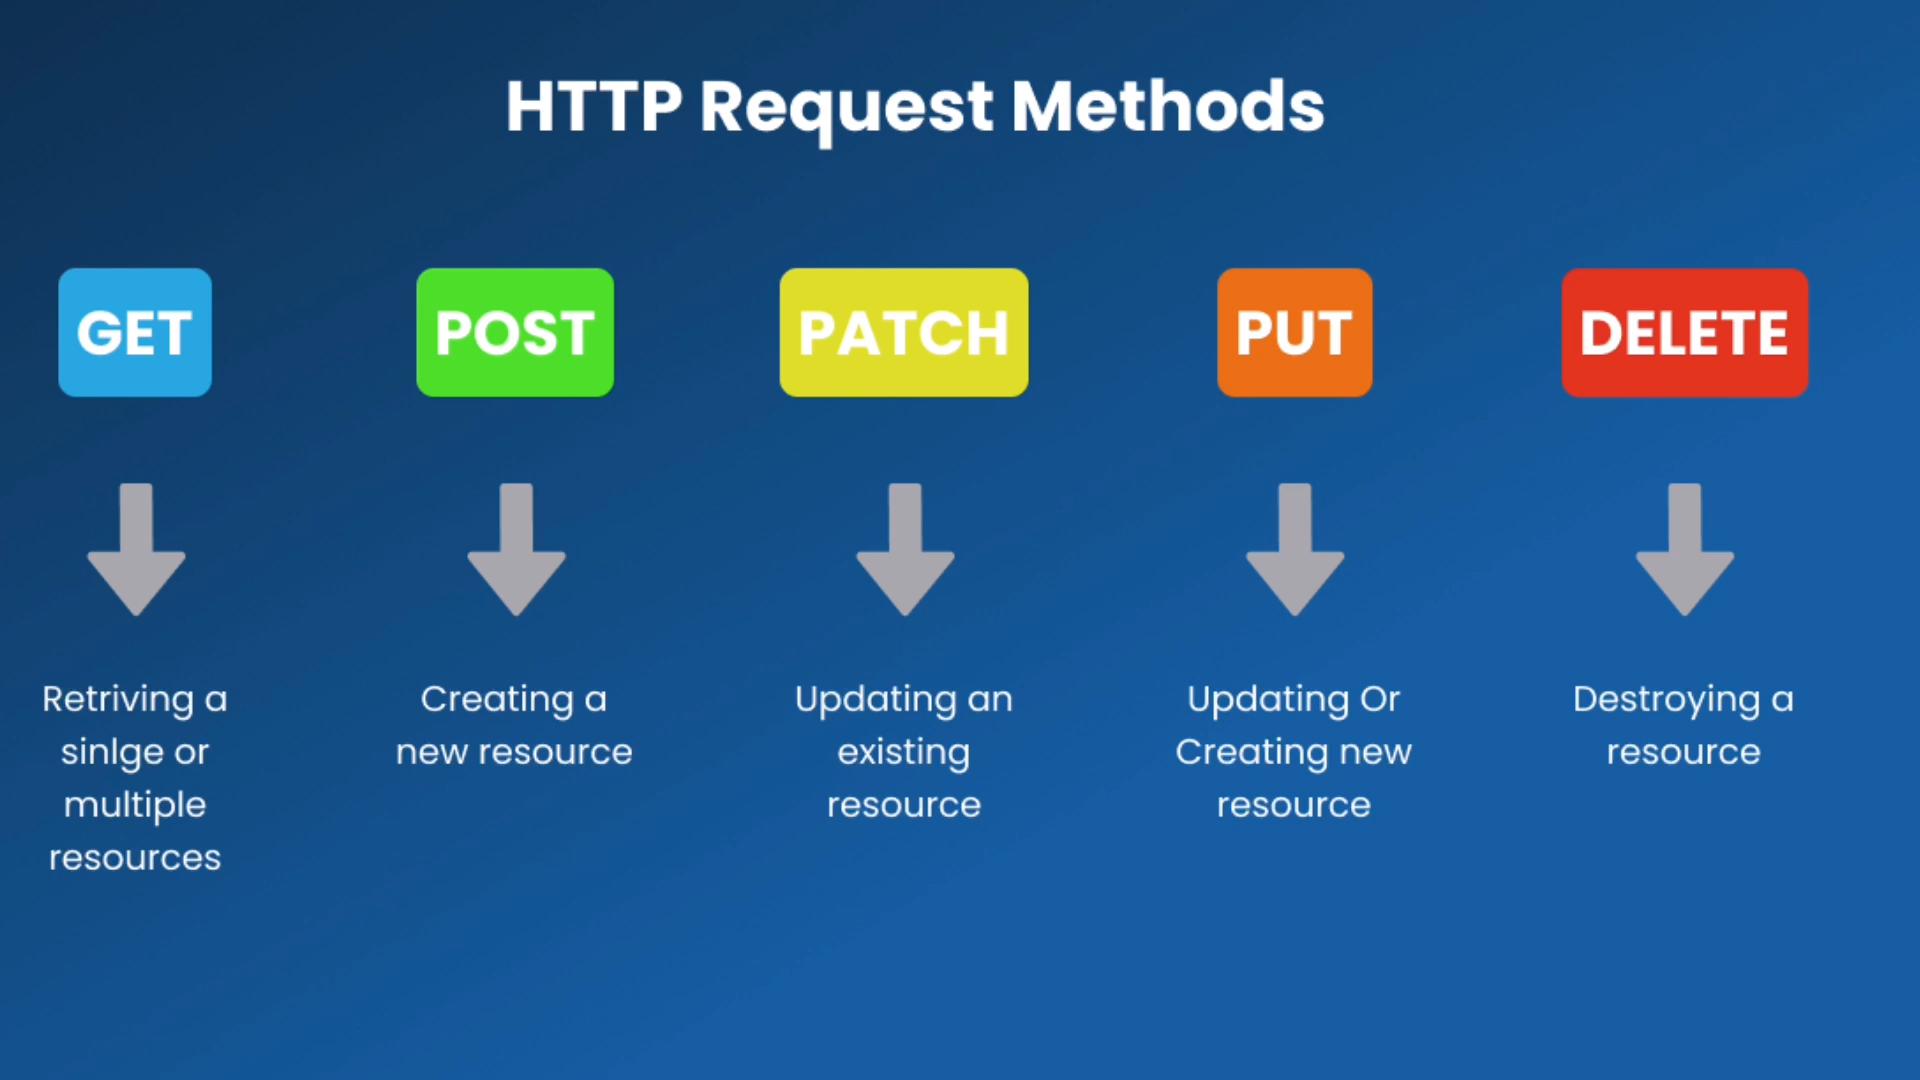 HTTP Request Methods
GET
POST
PATCH
PUT
DELETE
Retriving a
sinlge or
multiple
resources
Creating a
new resource
Updating an
existing
resource
Updating Or
Creating new
resource
Destroying a
resource